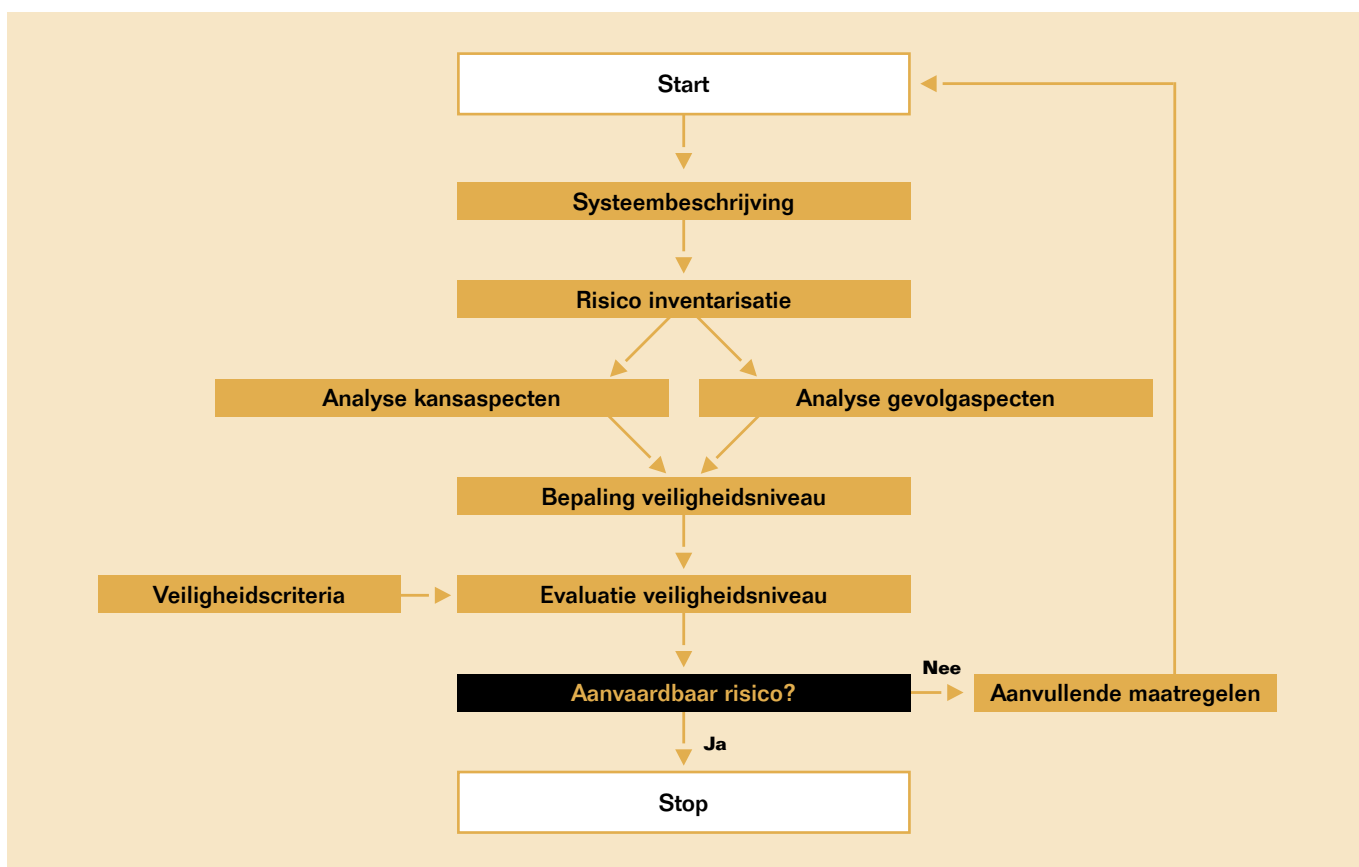 Start
Systeembeschrijving
Risico inventarisatie
Analyse kansaspecten
Analyse gevolgaspecten
Bepaling veiligheidsniveau
Veiligheidscriteria
Evaluatie veiligheidsniveau
Aanvaardbaar risico?
Nee
Aanvullende maatregelen
Ja
Stop